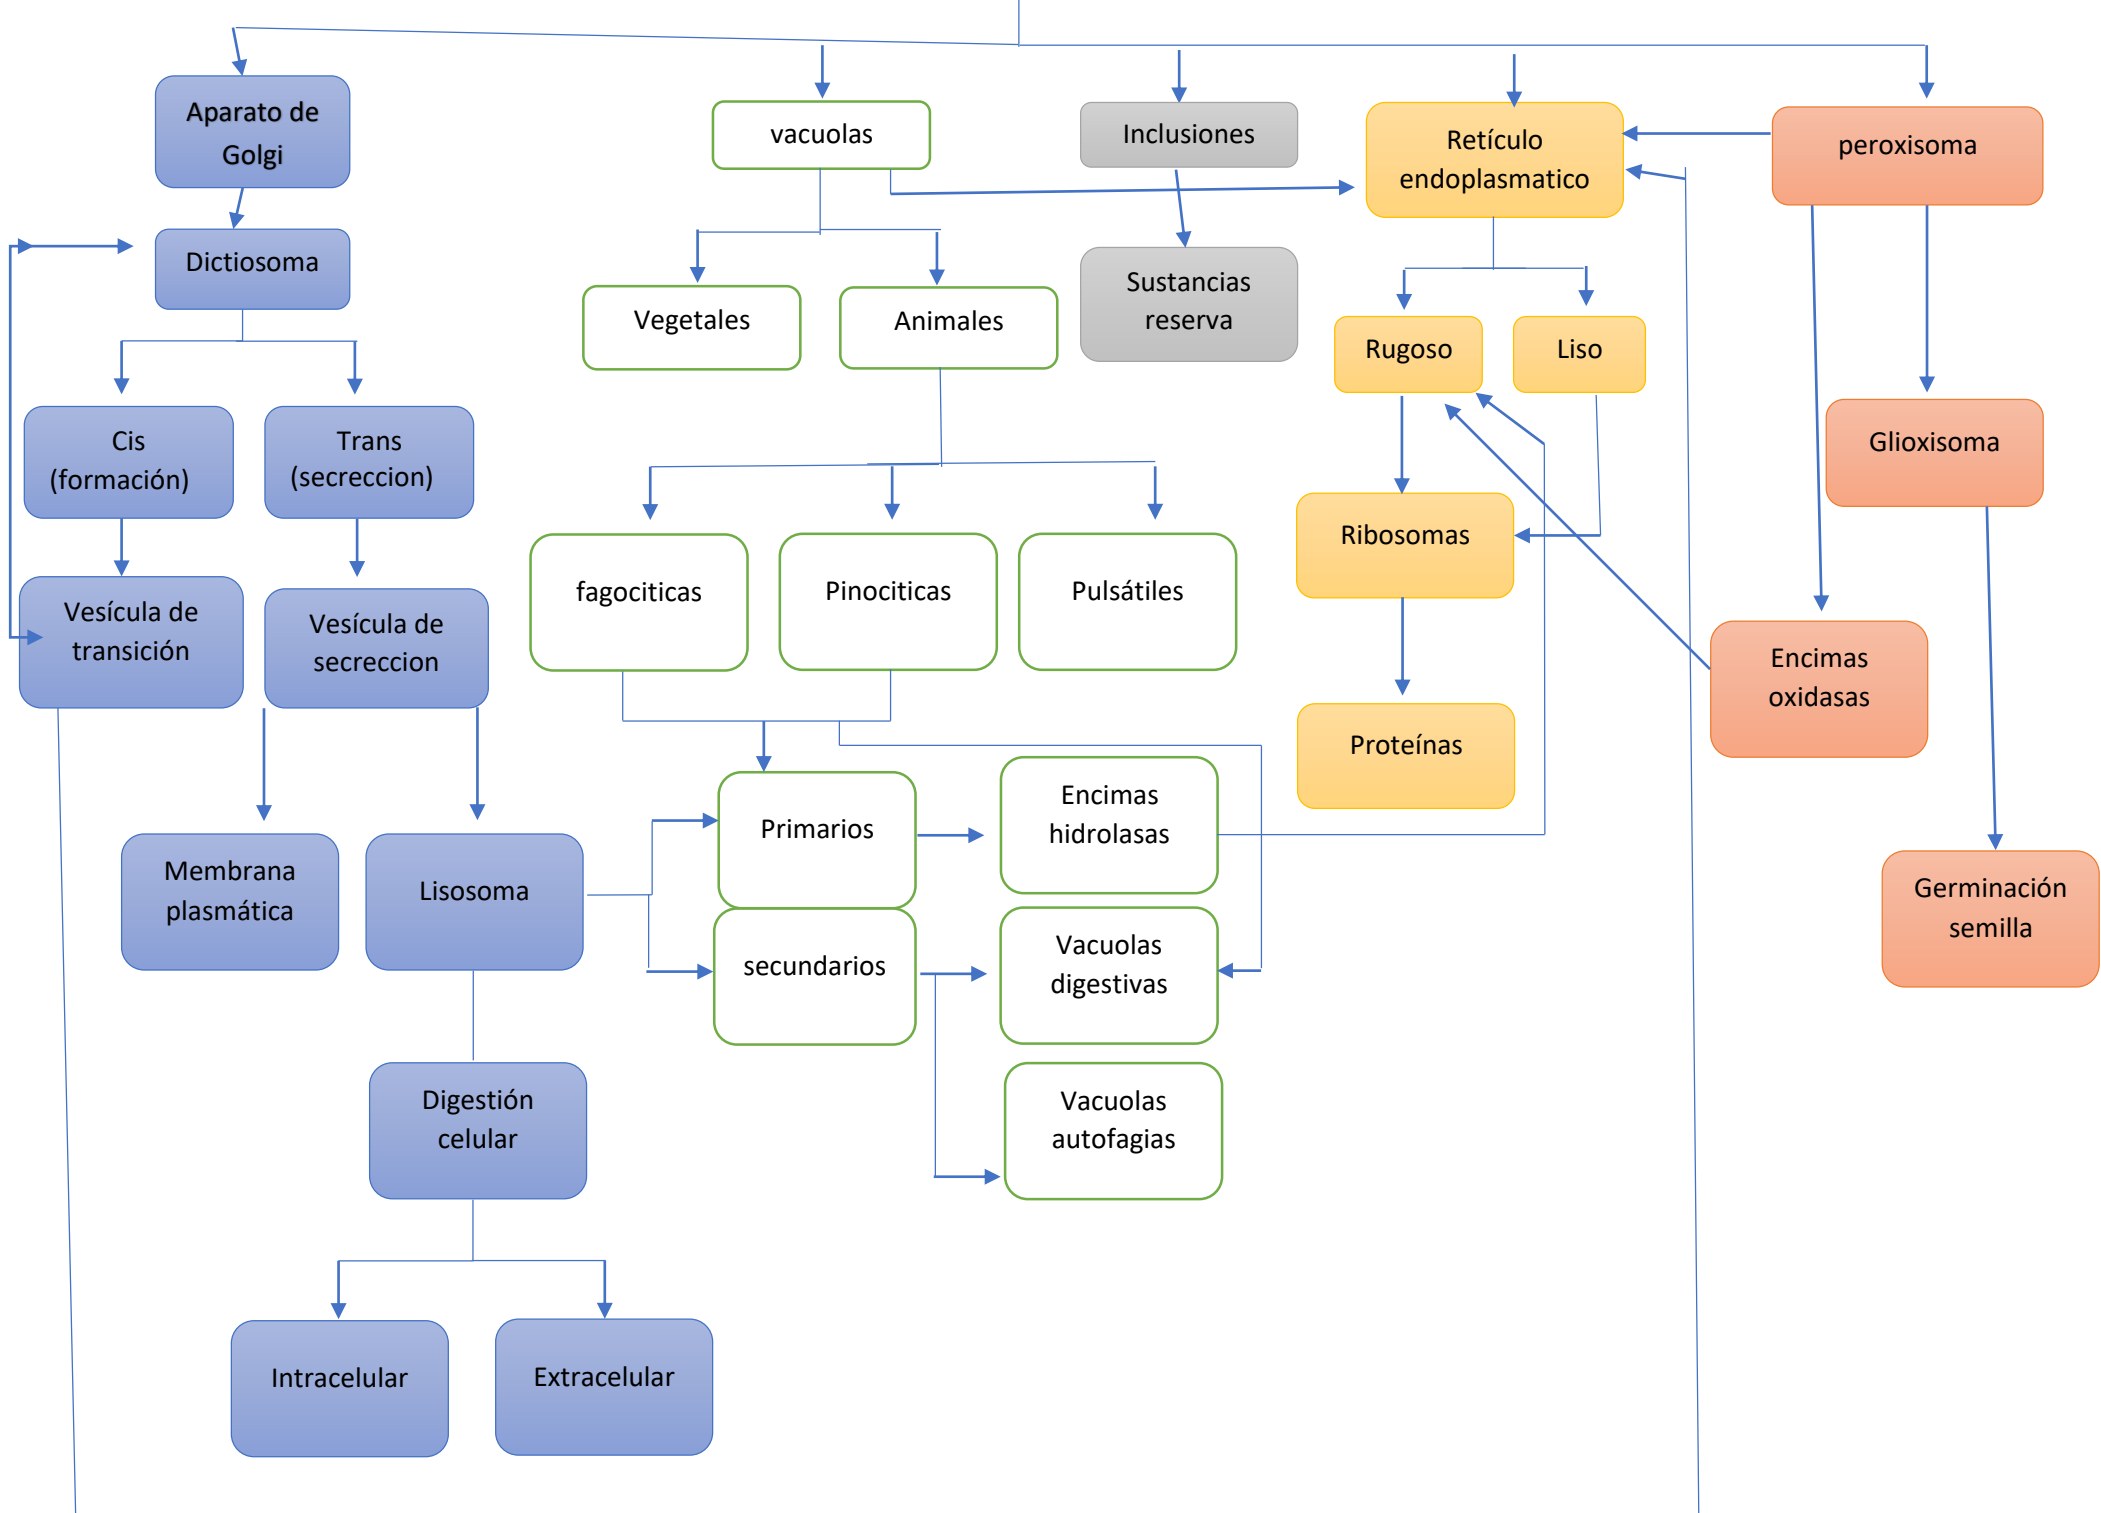 Aparato de
Golgi
vacuolas
Inclusiones
Retículo
endoplasmatico
peroxisoma
Dictiosoma
Vegetales
Animales
Sustancias
reserva
Rugoso
Liso
Cis
(formación)
Trans
(secreccion)
Glioxisoma
fagociticas
Pinociticas
Pulsátiles
Ribosomas
Vesícula de
transición
Vesícula de
secreccion
Encimas
oxidasas
Proteínas
Primarios
Encimas
hidrolasas
Membrana
plasmática
Lisosoma
secundarios
Vacuolas
digestivas
Germinación
semilla
Digestión
celular
Vacuolas
autofagias
Intracelular
Extracelular